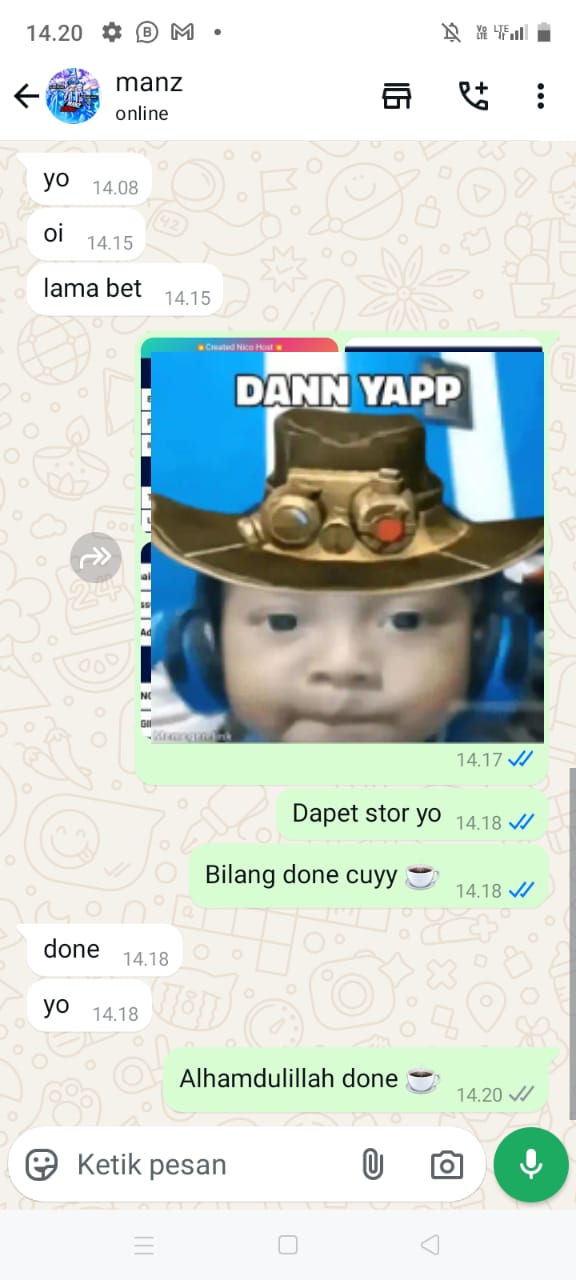 14.20
manz
online
yo 14.08
oi 14.15
lama bet 14.15
Created Nico Host
DANN YAPP
14.17
Dapet stor yo 14.18
Bilang done cuyy ☕ 14.18
done 14.18
yo 14.18
Alhamdulillah done ☕ 14.20
Ketik pesan